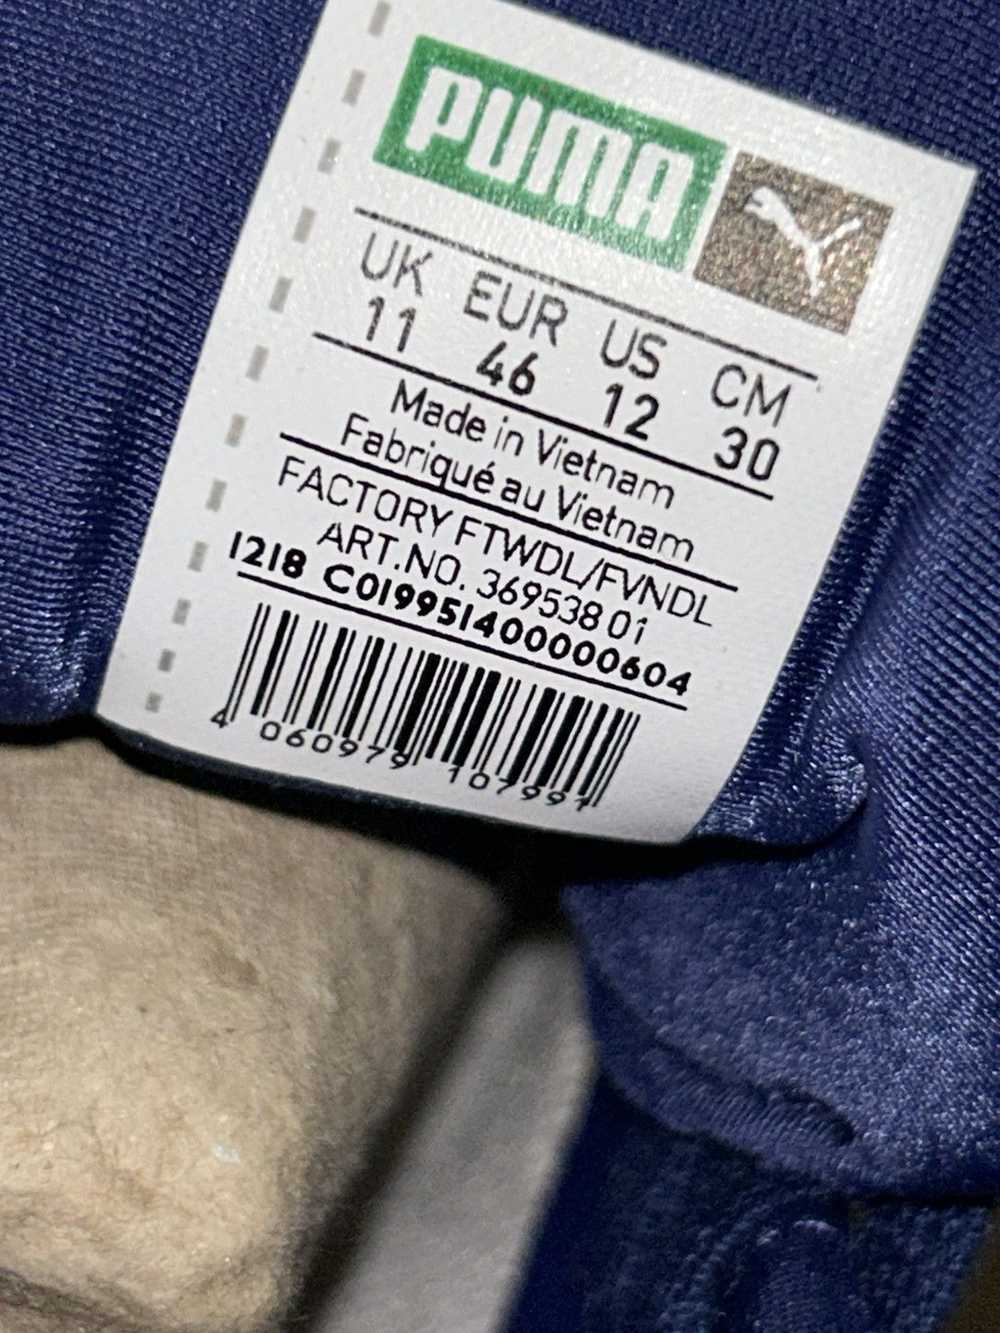 PUMA
UK EUR US CM
11 46 12 30
Made in Vietnam
Fabriqué au Vietnam
FACTORY FTWDL/FVNDL
ART.NO. 369538 01
1218 C0199514000000604
4 060979 107991